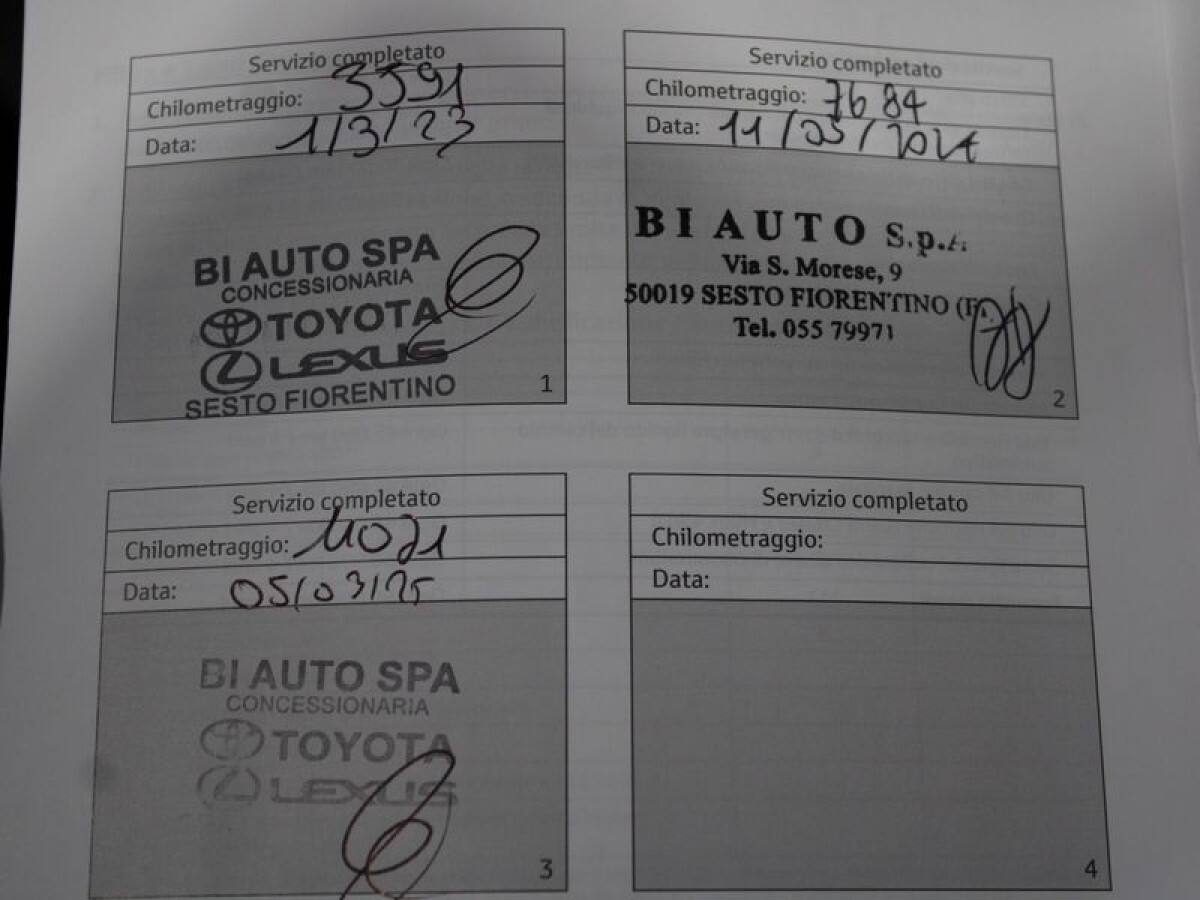 Servizio completato
Chilometraggio: 3591
Data: 1/3/23
BI AUTO SPA
CONCESSIONARIA
TOYOTA
LEXUS
SESTO FIORENTINO
1
Servizio completato
Chilometraggio: 7684
Data: 11/03/2024
BI AUTO S.p.A.
Via S. Morese, 9
50019 SESTO FIORENTINO (FI)
Tel. 055 79971
2
Servizio completato
Chilometraggio: 11071
Data: 05/03/25
BI AUTO SPA
CONCESSIONARIA
TOYOTA
LEXUS
3
Servizio completato
Chilometraggio:
Data:
4